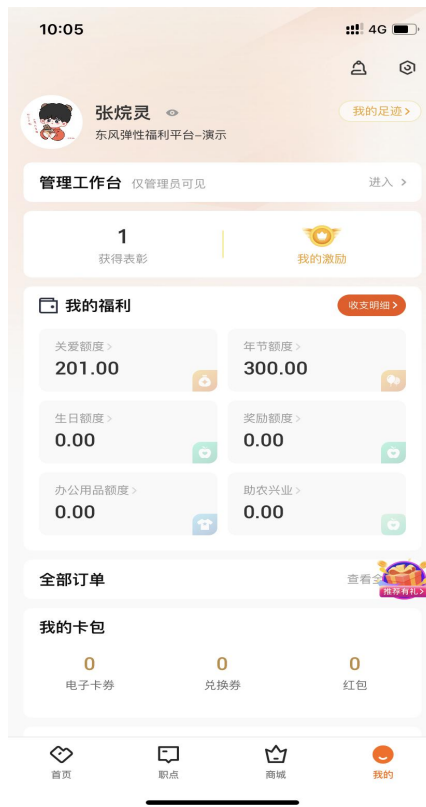 10:05
4G
张烷灵
我的足迹>
东风弹性福利平台-演示
管理工作台 仅管理员可见 进入 >
1
获得表彰 我的激励
我的福利 收支明细>
关爱额度> 年节额度>
201.00 300.00
生日额度> 奖励额度>
0.00 0.00
办公用品额度> 助农兴业>
0.00 0.00
全部订单 查看全
推荐有礼>
我的卡包
0 0 0
电子卡券 兑换券 红包
首页 职点 商城 我的